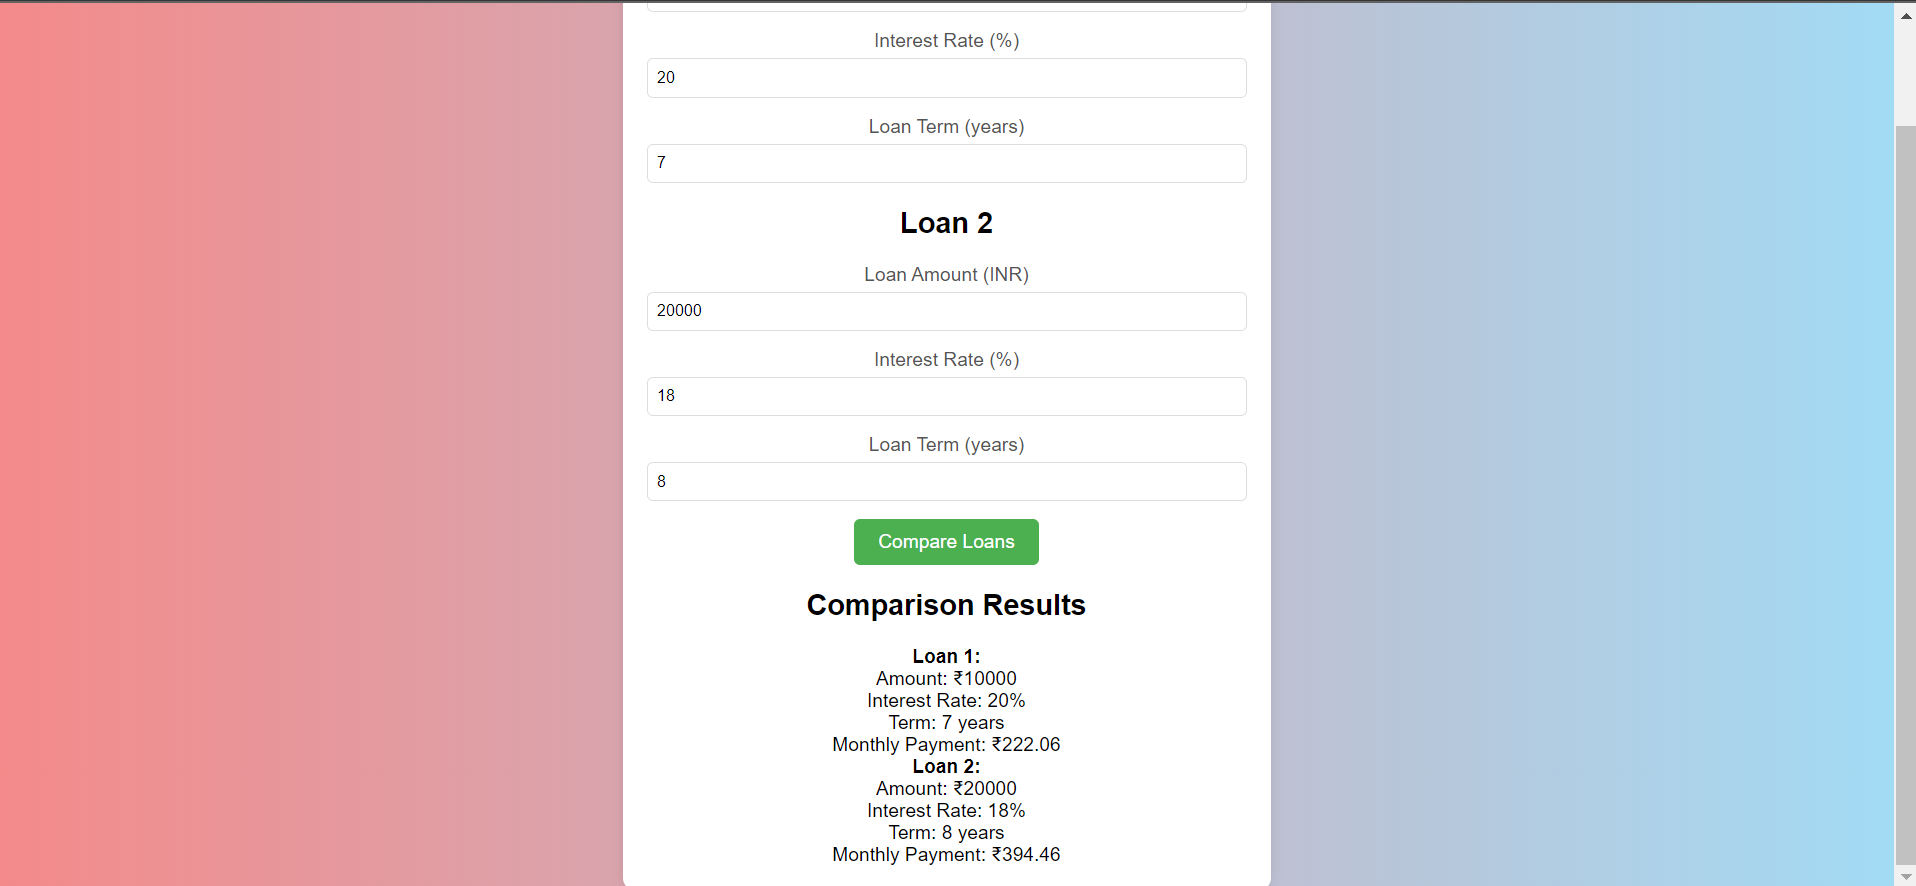 Interest Rate (%)
20
Loan Term (years)
7
Loan 2
Loan Amount (INR)
20000
Interest Rate (%)
18
Loan Term (years)
8
Compare Loans
Comparison Results
Loan 1:
Amount: ₹10000
Interest Rate: 20%
Term: 7 years
Monthly Payment: ₹222.06
Loan 2:
Amount: ₹20000
Interest Rate: 18%
Term: 8 years
Monthly Payment: ₹394.46